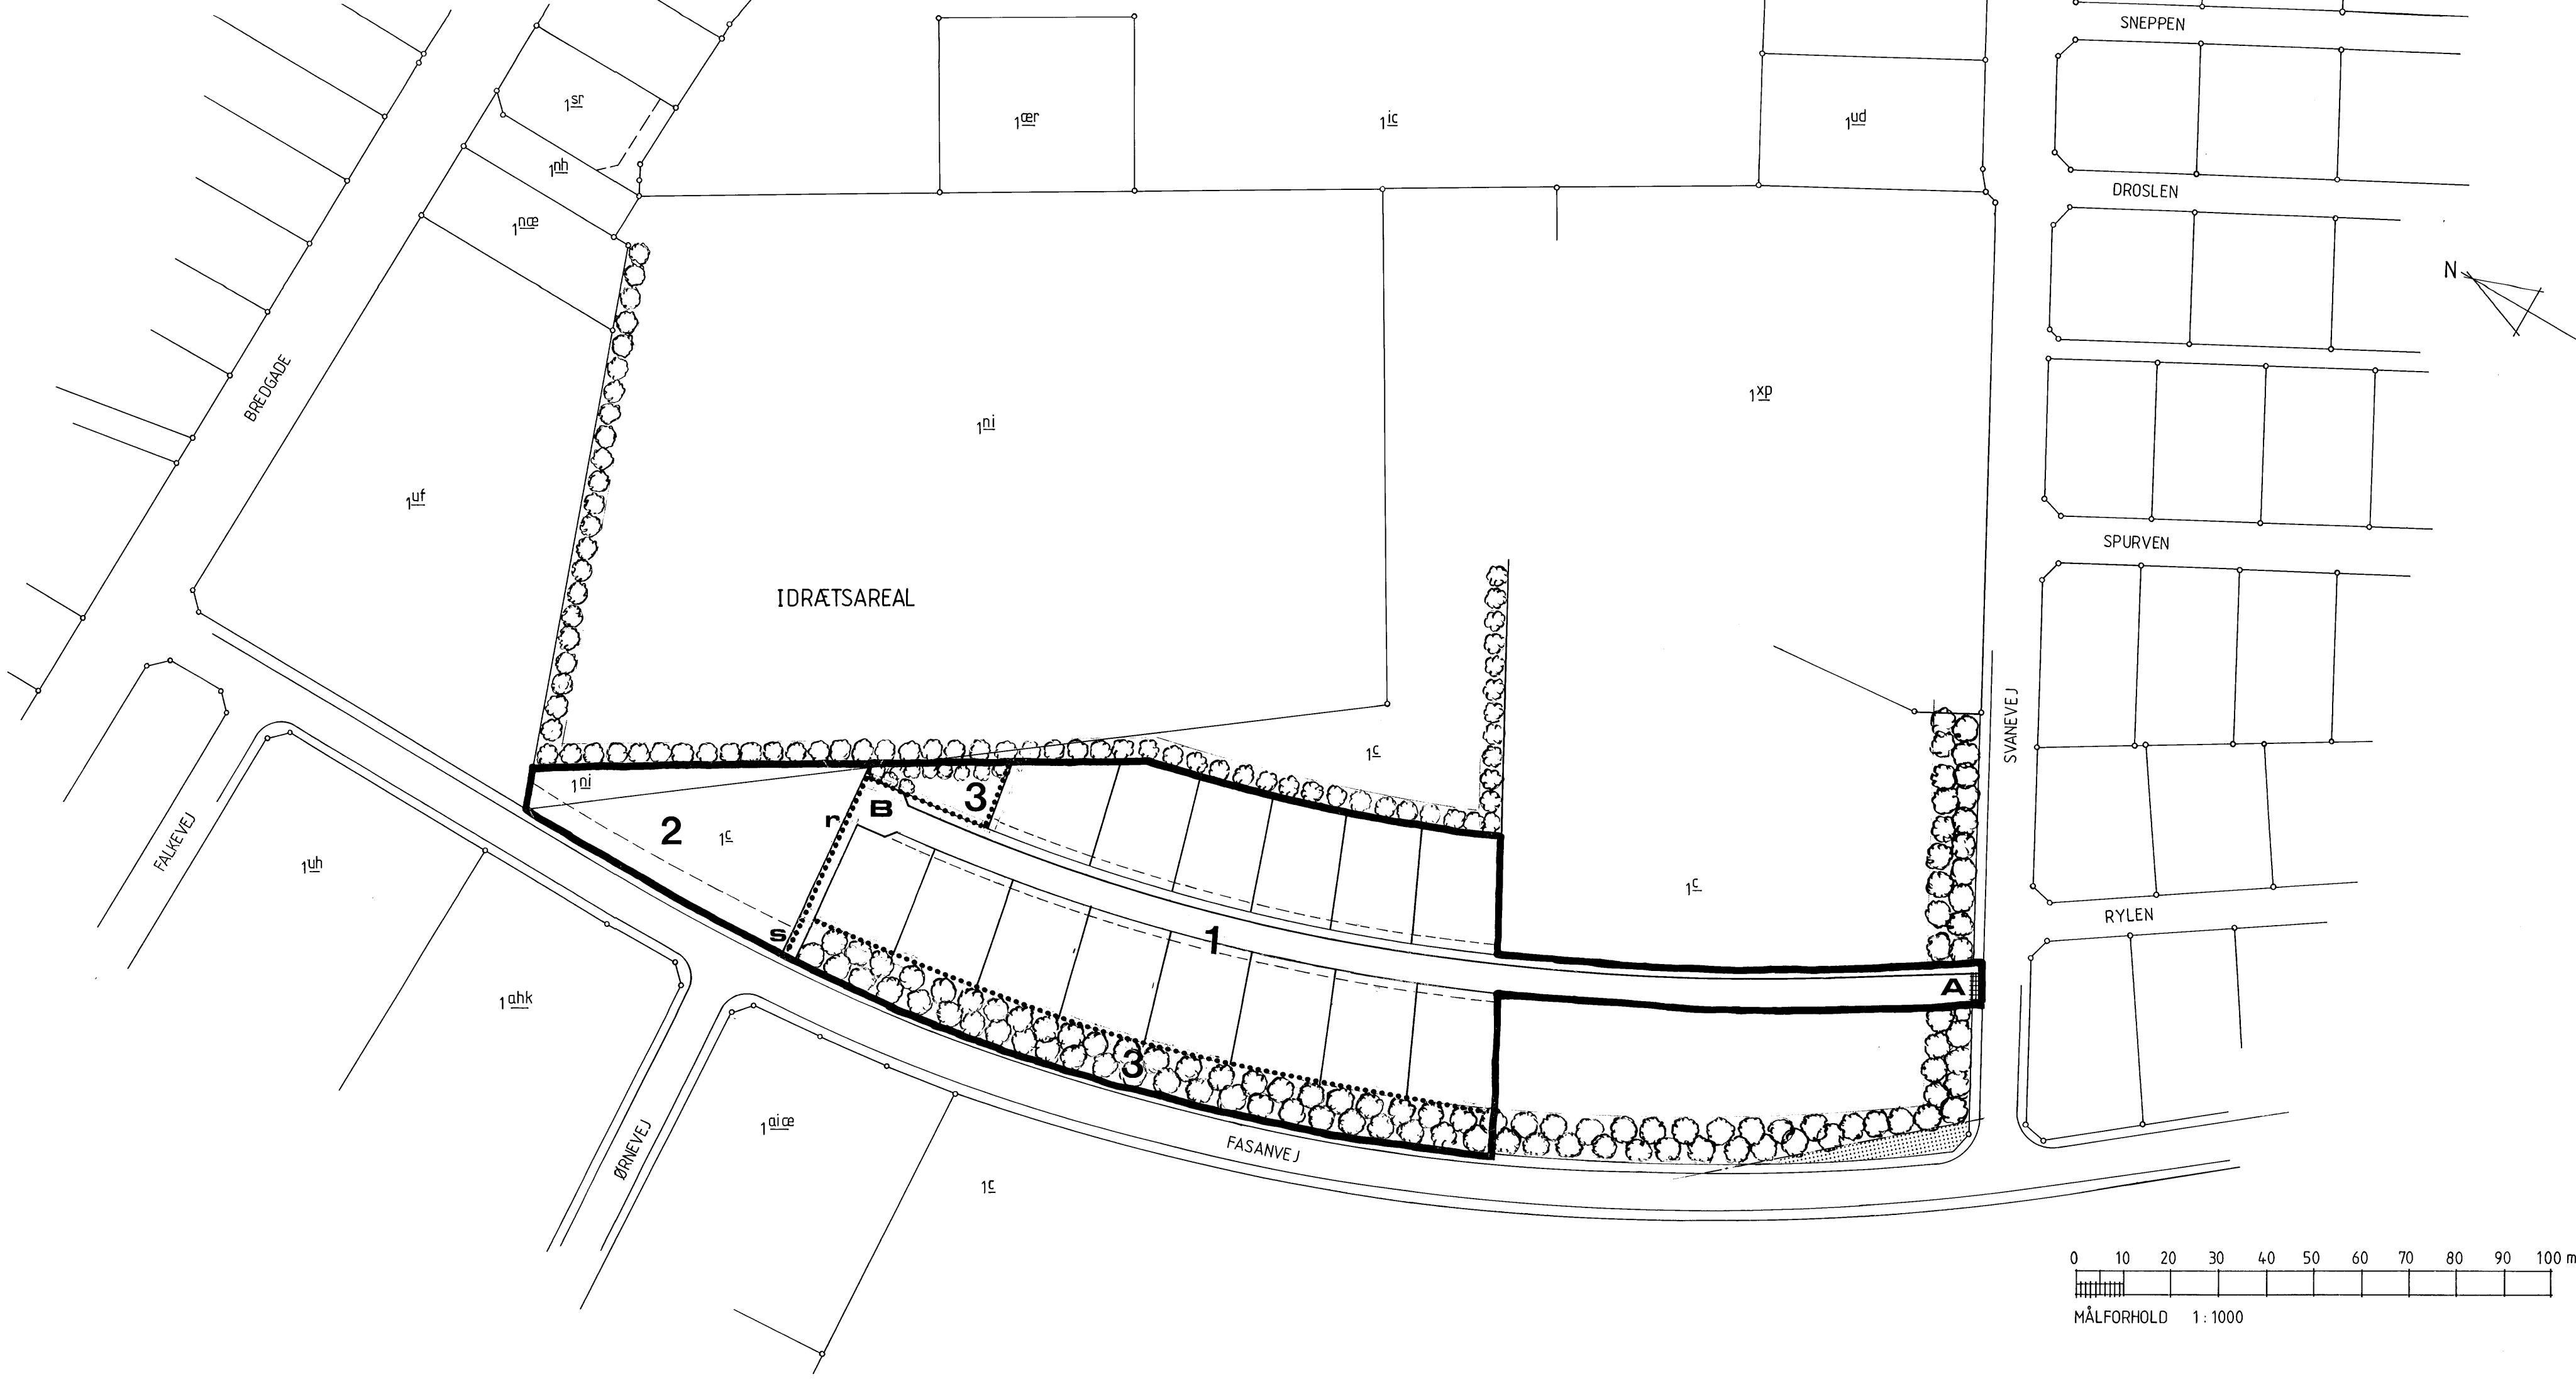 SNEPPEN
1sr
1ær
1ic
1ud
1nh
DROSLEN
1næ
N
BREDGADE
1xp
1ni
1uf
SPURVEN
IDRÆTSAREAL
SVANEVEJ
1c
1ni
3
B
r
2
1c
FALKEVEJ
1uh
1c
RYLEN
s
1
A
1ahk
3
1aiæ
FASANVEJ
ØRNEVEJ
1c
0 10 20 30 40 50 60 70 80 90 100 m
MÅLFORHOLD 1:1000